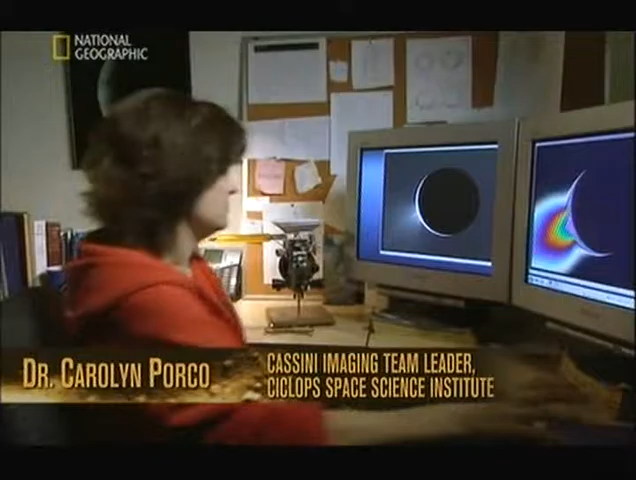 NATIONAL
GEOGRAPHIC
DR. CAROLYN PORCO
CASSINI IMAGING TEAM LEADER,
CICLOPS SPACE SCIENCE INSTITUTE